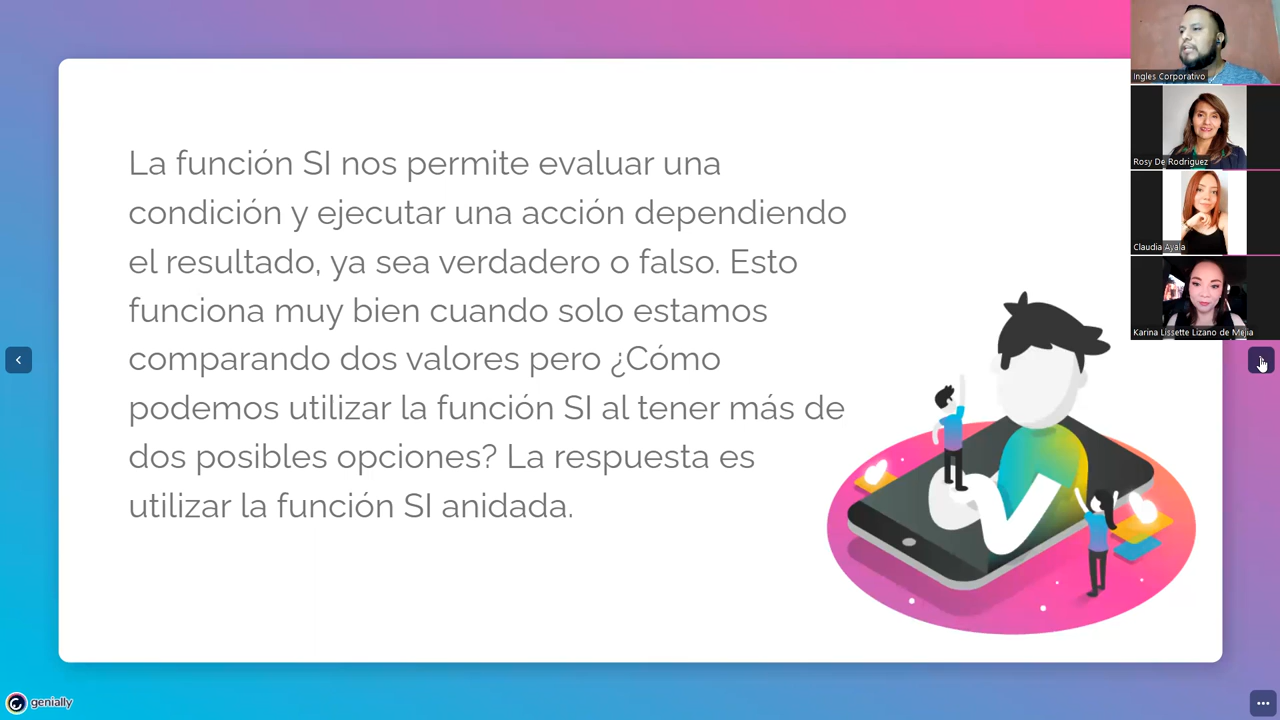 La función SI nos permite evaluar una
condición y ejecutar una acción dependiendo
el resultado, ya sea verdadero o falso. Esto
funciona muy bien cuando solo estamos
comparando dos valores pero ¿Cómo
podemos utilizar la función SI al tener más de
dos posibles opciones? La respuesta es
utilizar la función SI anidada.
Ingles Corporativo
Rosy De Rodriguez
Claudia Ayala
Karina Lissette Lizano de Mejia
genially